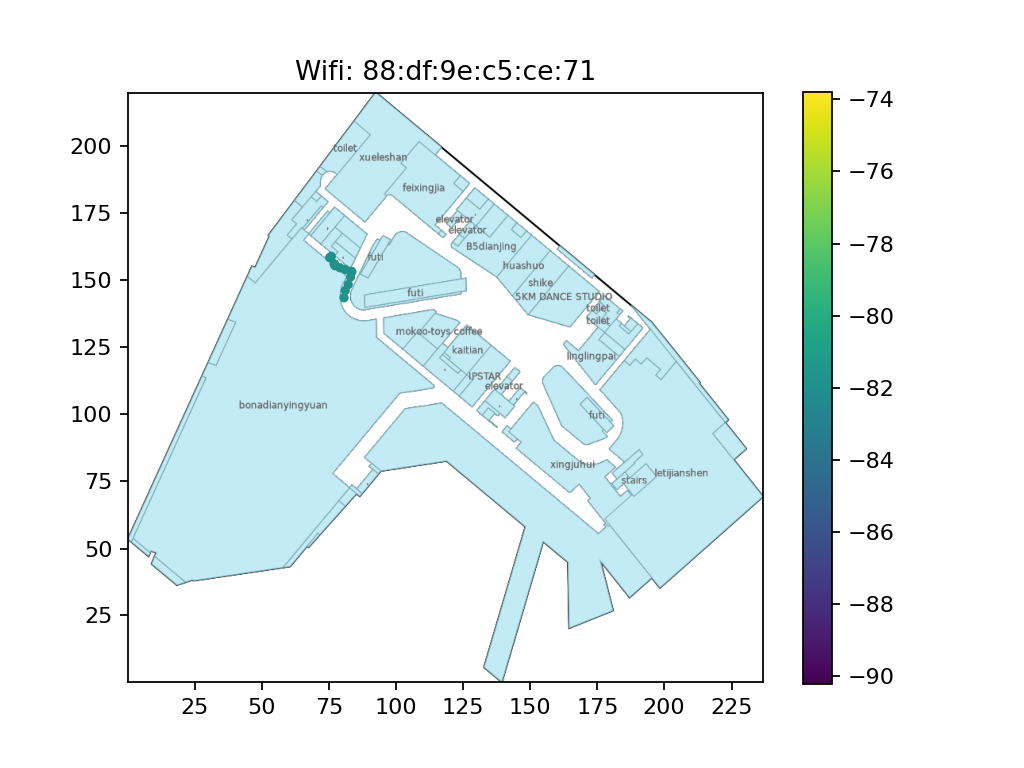 Wifi: 88:df:9e:c5:ce:71
200
175
150
125
100
75
50
25
25
50
75
100
125
150
175
200
225
toilet
xueleshan
feixingjia
elevator
elevator
B5dianjing
futi
huashuo
shike
futi
5KM DANCE STUDIO
toilet
toilet
mokoo-toys coffee
kaitian
linglingpai
IPSTAR
elevator
bonadianyingyuan
futi
xingjuhui
letijianshen
stairs
−74
−76
−78
−80
−82
−84
−86
−88
−90